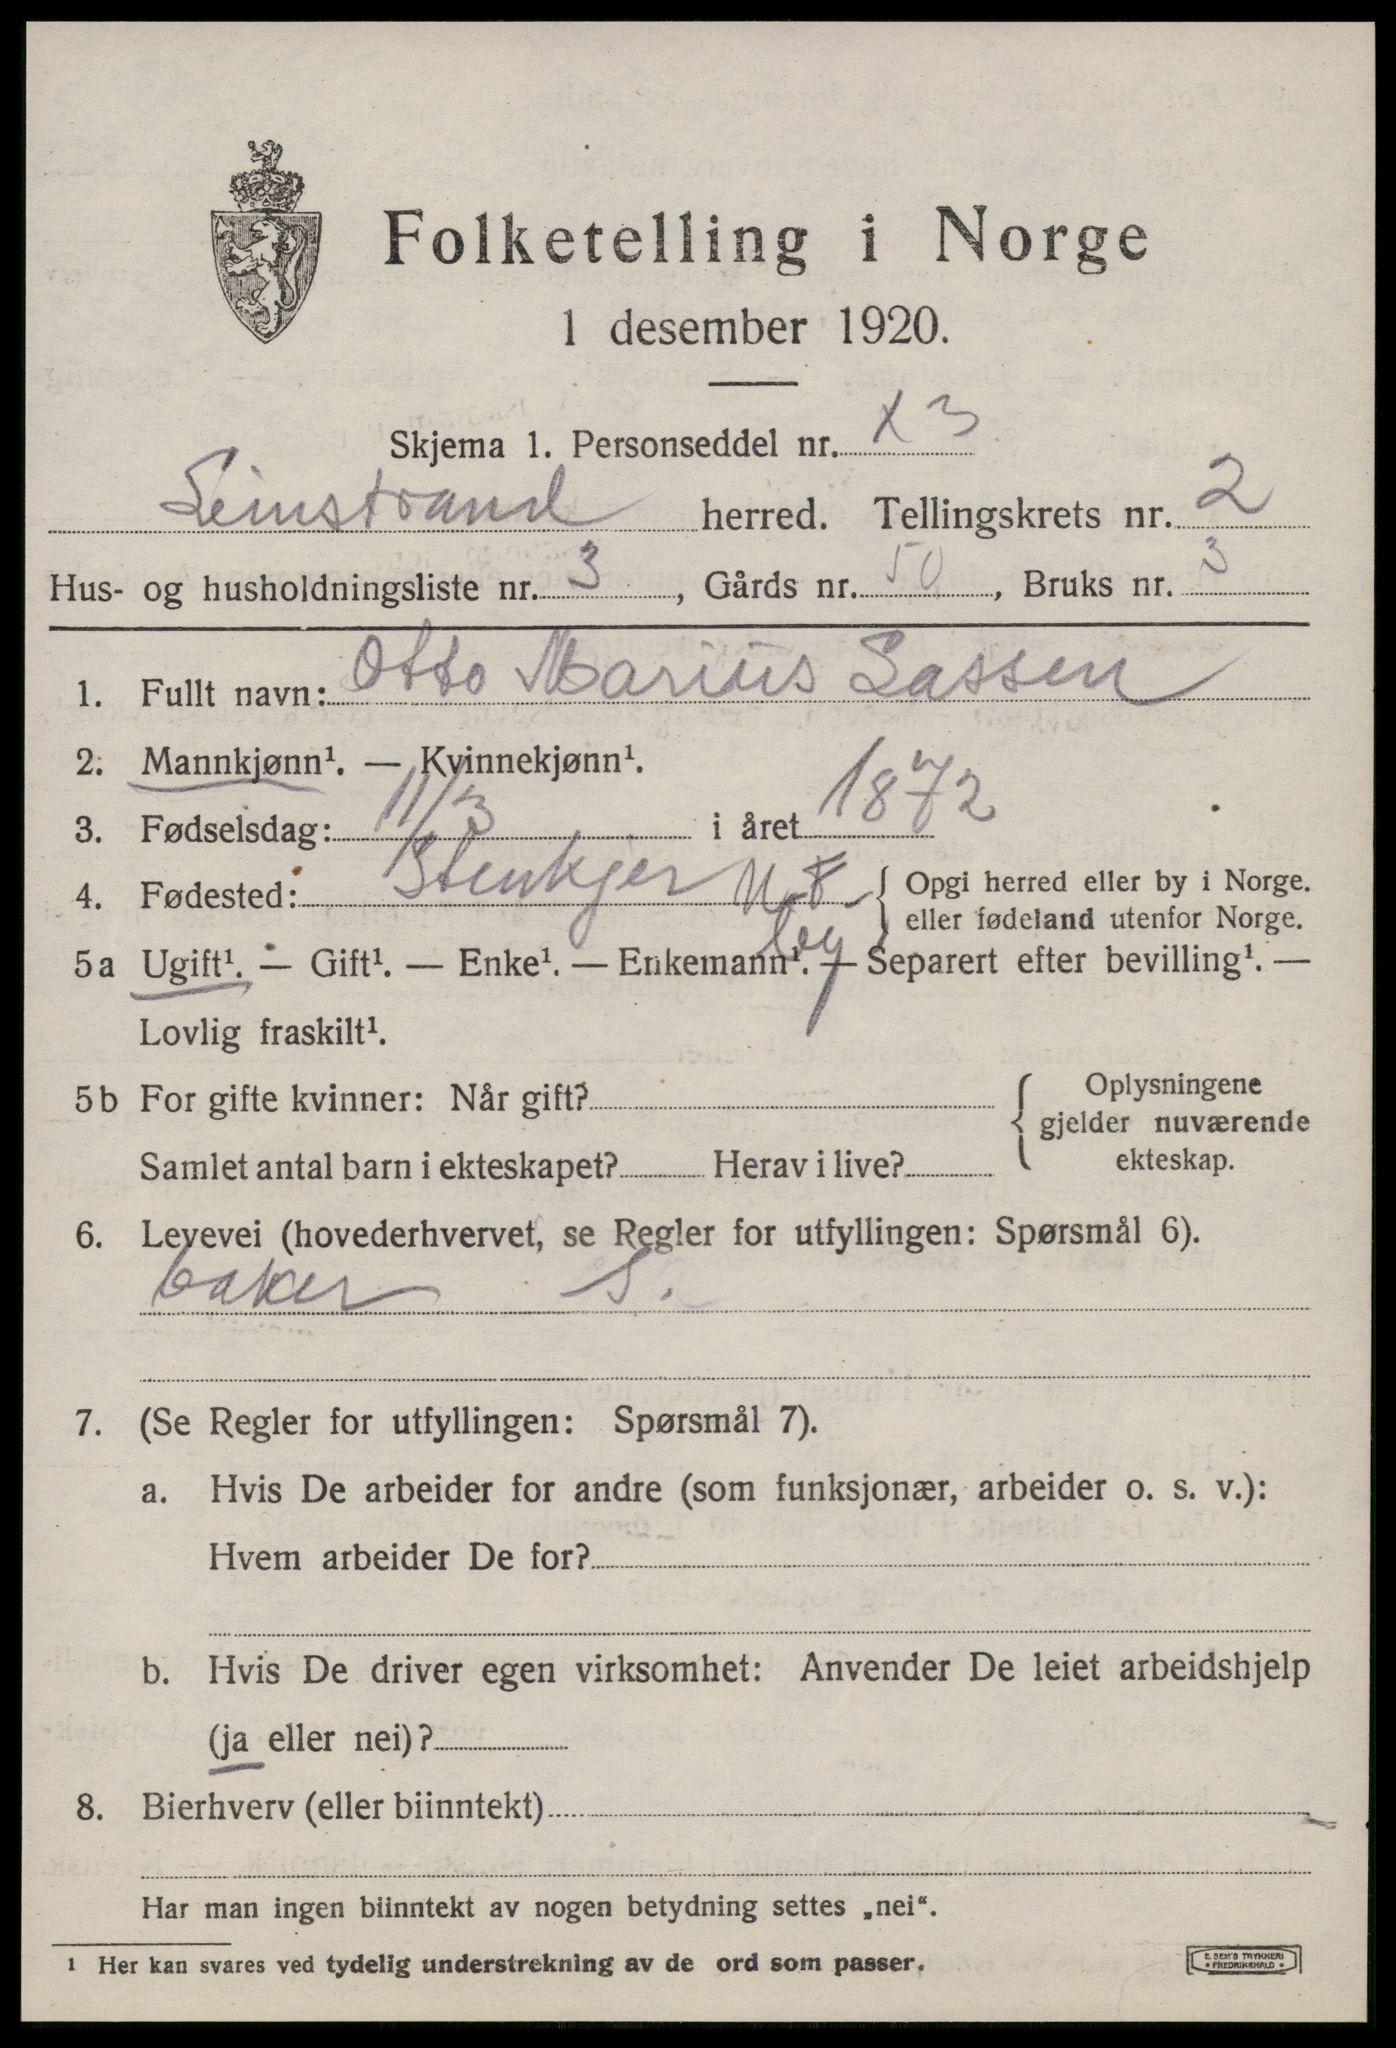 Folketelling i Norge
1 desember 1920.
Skjema 1. Personseddel nr. x 3
Leinstrand herred. Tellingskrets nr. 2
Hus- og husholdningsliste nr. 3, Gårds nr. 50, Bruks nr. 3
1. Fullt navn: Otto Marius Lassen
2. Mannkjønn¹. — Kvinnekjønn¹.
3. Fødselsdag: 11/3 i året 1872
4. Fødested: Stenkjer N.T. by { Opgi herred eller by i Norge.
eller fødeland utenfor Norge.
5a Ugift¹. — Gift¹. — Enke¹. — Enkemann¹. — Separert efter bevilling¹. —
Lovlig fraskilt¹.
5b For gifte kvinner: Når gift? { Oplysningene
gjelder nuværende
Samlet antal barn i ekteskapet? Herav i live? ekteskap.
6. Levevei (hovederhvervet, se Regler for utfyllingen: Spørsmål 6).
baker S.
7. (Se Regler for utfyllingen: Spørsmål 7).
a. Hvis De arbeider for andre (som funksjonær, arbeider o. s. v.):
Hvem arbeider De for?
b. Hvis De driver egen virksomhet: Anvender De leiet arbeidshjelp
(ja eller nei)?
8. Bierhverv (eller biinntekt) -
Har man ingen biinntekt av nogen betydning settes „nei“.
¹ Her kan svares ved tydelig understrekning av de ord som passer.
E. SEM'S TRYKKERI
• FREDRIKSHALD •